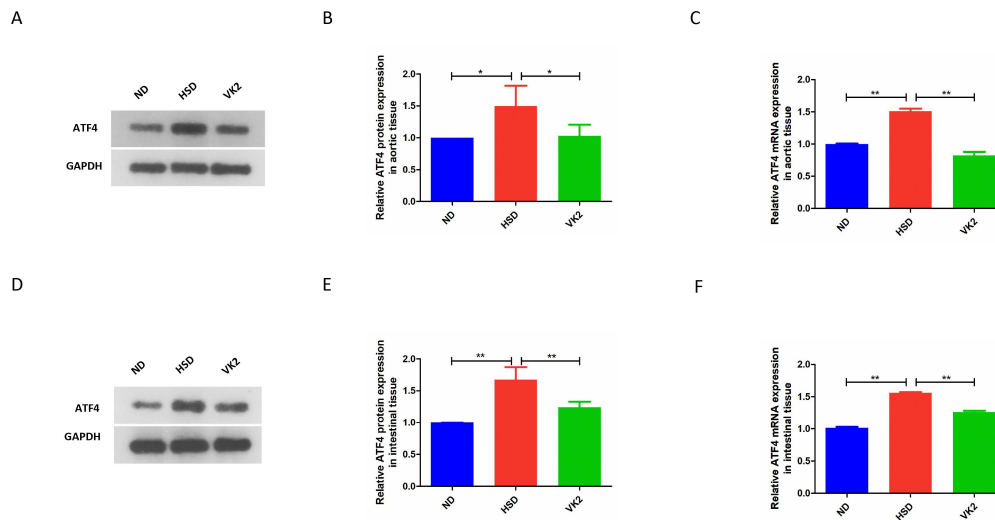 A
ND HSD VK2
ATF4
GAPDH
B
Relative ATF4 protein expression
in aortic tissue
2.0
1.5
1.0
0.5
0.0
* *
ND HSD VK2
C
Relative ATF4 mRNA expression
in aortic tissue
2.0
1.5
1.0
0.5
0.0
** **
ND HSD VK2
D
ND HSD VK2
ATF4
GAPDH
E
Relative ATF4 protein expression
in intestinal tissue
2.0
1.5
1.0
0.5
0.0
** **
ND HSD VK2
F
Relative ATF4 mRNA expression
in intestinal tissue
2.0
1.5
1.0
0.5
0.0
** **
ND HSD VK2